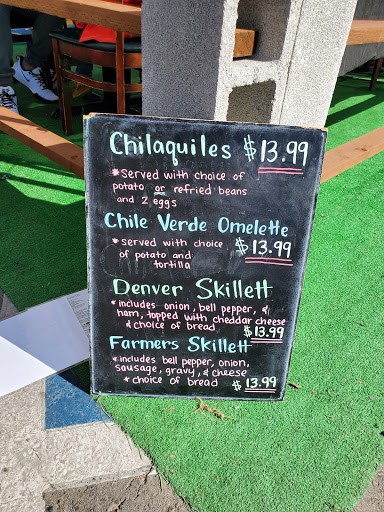 Chilaquiles $13.99
*Served with choice of
potato or refried beans
and 2 eggs
Chile Verde Omelette
*served with choice $13.99
of potato and
tortilla
Denver Skillett
*includes onion, bell pepper, &
ham, topped with cheddar cheese
& choice of bread $13.99
Farmers Skillett
*includes bell pepper, onion,
sausage, gravy, & cheese
*choice of bread $13.99